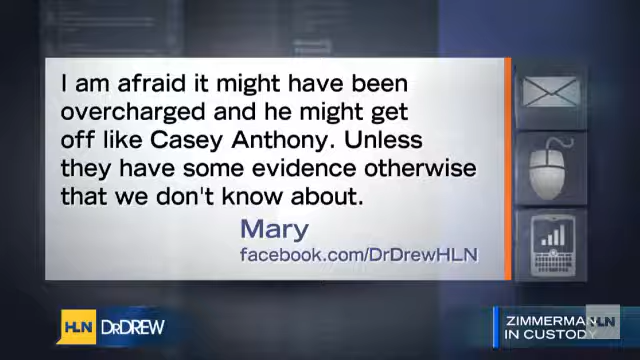 I am afraid it might have been
overcharged and he might get
off like Casey Anthony. Unless
they have some evidence otherwise
that we don't know about.
Mary
facebook.com/DrDrewHLN
HLN DRDREW
ZIMMERMAN
IN CUSTODY
HLN